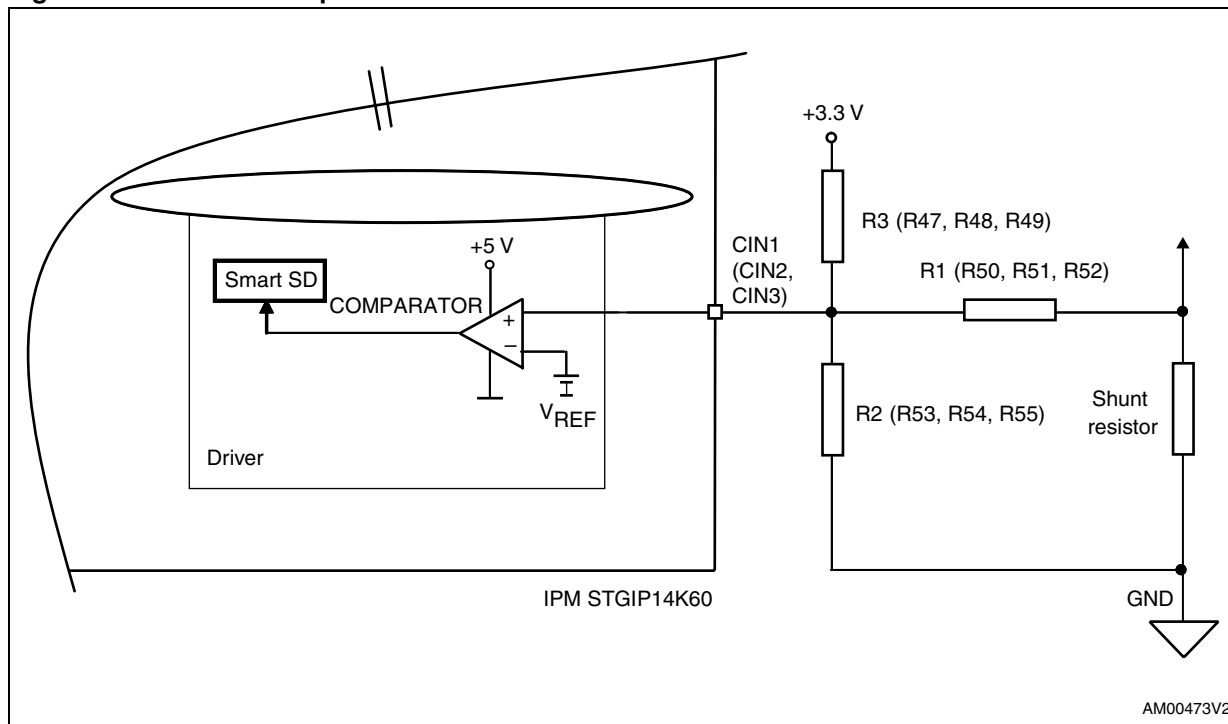 +3.3 V
R3 (R47, R48, R49)
CIN1
(CIN2,
CIN3)
R1 (R50, R51, R52)
+5 V
Smart SD
COMPARATOR
+
–
VREF
R2 (R53, R54, R55)
Shunt
resistor
Driver
IPM STGIP14K60
GND
AM00473V2